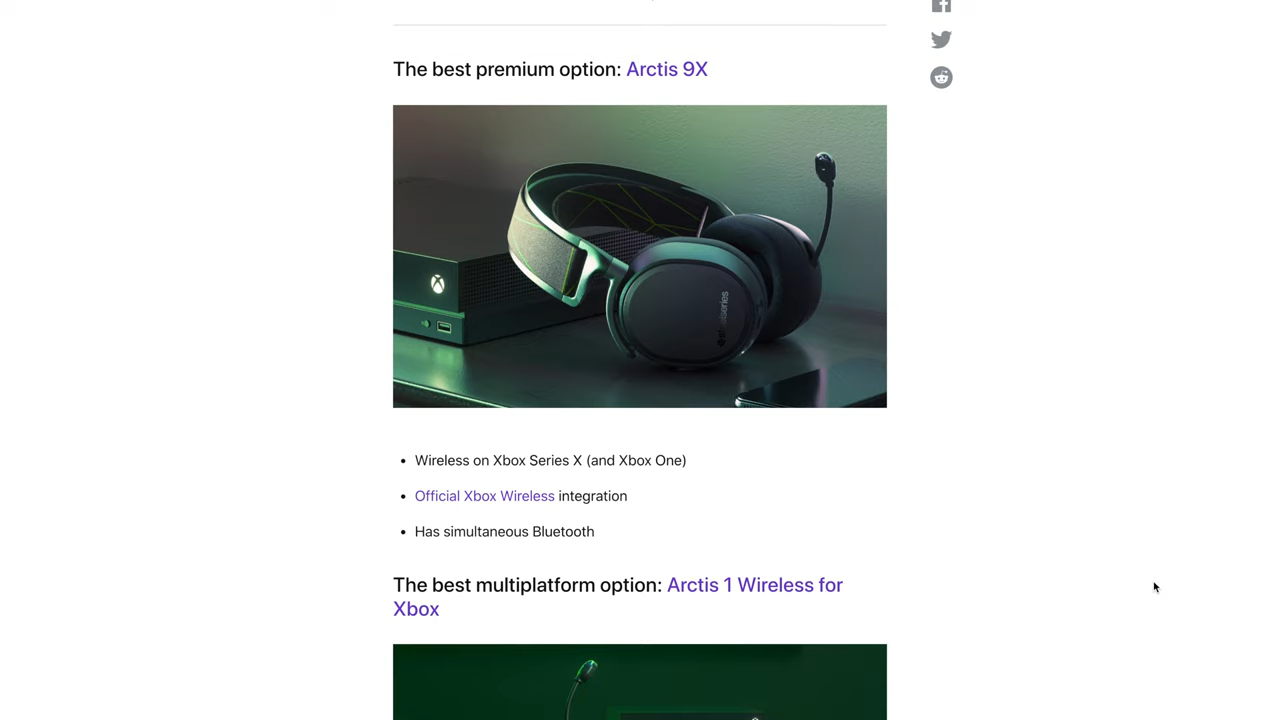 The best premium option: Arctis 9X
steelseries
• Wireless on Xbox Series X (and Xbox One)
• Official Xbox Wireless integration
• Has simultaneous Bluetooth
The best multiplatform option: Arctis 1 Wireless for
Xbox